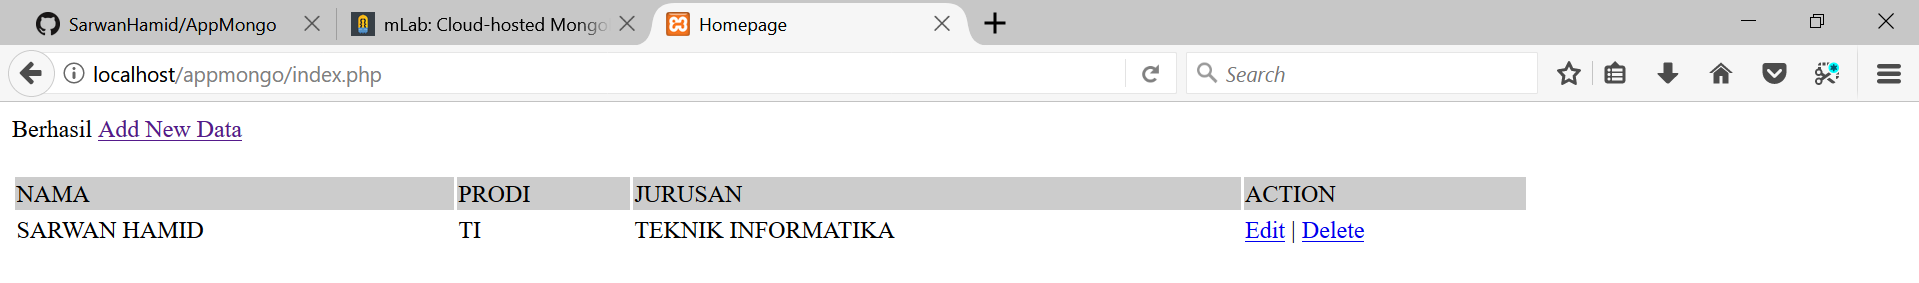 SarwanHamid/AppMongo
mLab: Cloud-hosted Mongo
Homepage
localhost/appmongo/index.php
Search
Berhasil Add New Data
NAMA PRODI JURUSAN ACTION
SARWAN HAMID TI TEKNIK INFORMATIKA Edit | Delete